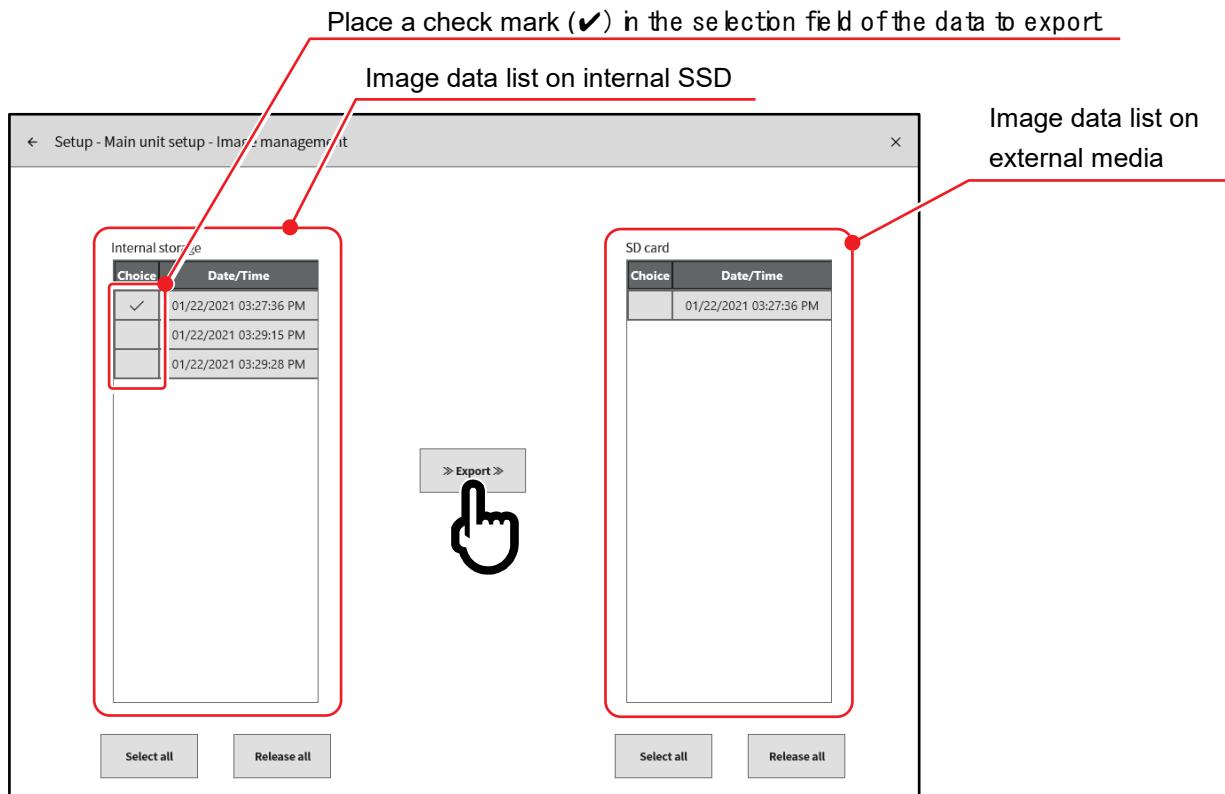 Place a check mark (✔) in the selection field of the data to export
Image data list on internal SSD
Image data list on
external media
← Setup - Main unit setup - Image management ×
Internal storage
Choice Date/Time
✓ 01/22/2021 03:27:36 PM
01/22/2021 03:29:15 PM
01/22/2021 03:29:28 PM
SD card
Choice Date/Time
01/22/2021 03:27:36 PM
≫ Export ≫
Select all
Release all
Select all
Release all